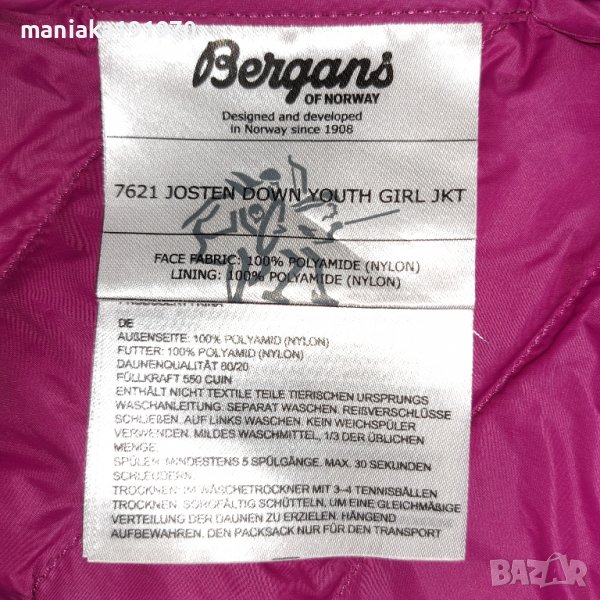 maniak
101070
Bergans
OF NORWAY
Designed and developed
in Norway since 1908
7621 JOSTEN DOWN YOUTH GIRL JKT
FACE FABRIC: 100% POLYAMIDE (NYLON)
LINING: 100% POLYAMIDE (NYLON)
DE
AUßENSEITE: 100% POLYAMID (NYLON)
FUTTER: 100% POLYAMID (NYLON)
DAUNENQUALITÄT 80/20
FÜLLKRAFT 550 CUIN
ENTHÄLT NICHT TEXTILE TEILE TIERISCHEN URSPRUNGS
WASCHANLEITUNG: SEPARAT WASCHEN. REIßVERSCHLÜSSE
SCHLIEßEN. AUF LINKS WASCHEN. KEIN WEICHSPÜLER
VERWENDEN. MILDES WASCHMITTEL, 1/3 DER ÜBLICHEN
MENGE.
SPÜLEN: MINDESTENS 5 SPÜLGÄNGE. MAX. 30 SEKUNDEN
SCHLEUDERN.
TROCKNEN: IM WÄSCHETROCKNER MIT 3-4 TENNISBÄLLEN
TROCKNEN. SORGFÄLTIG SCHÜTTELN, UM EINE GLEICHMÄßIGE
VERTEILUNG DER DAUNEN ZU ERZIELEN. HÄNGEND
AUFBEWAHREN. DEN PACKSACK NUR FÜR DEN TRANSPORT
BAZAR